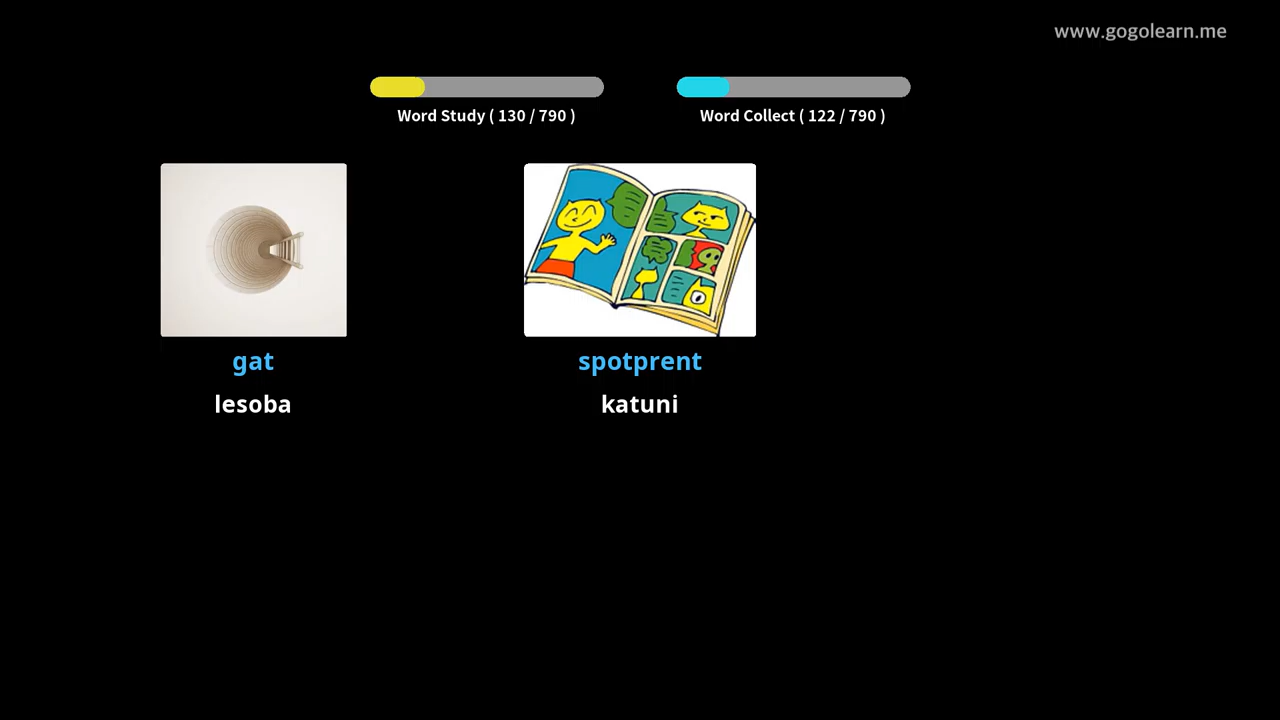 www.gogolearn.me
Word Study ( 130 / 790 )
Word Collect ( 122 / 790 )
gat
spotprent
lesoba
katuni